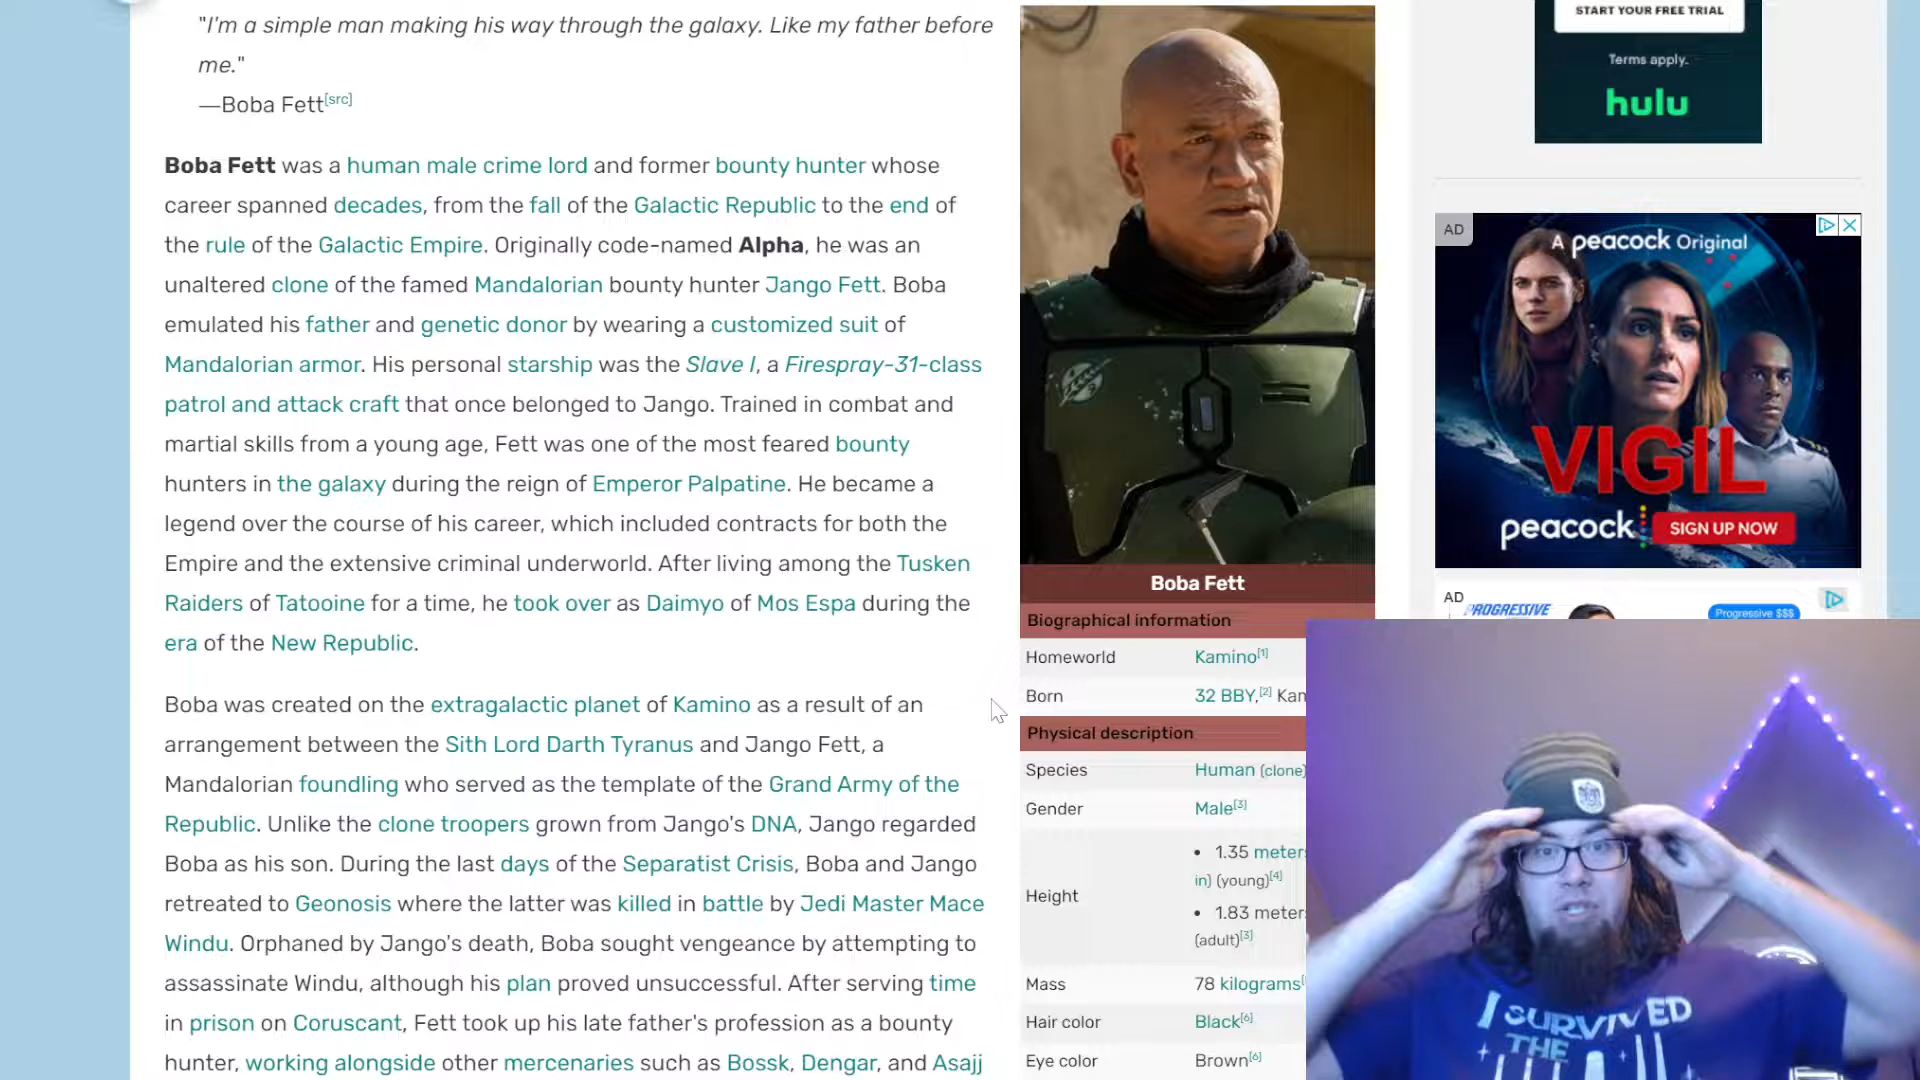 "I'm a simple man making his way through the galaxy. Like my father before
me."
—Boba Fett[src]
Boba Fett was a human male crime lord and former bounty hunter whose
career spanned decades, from the fall of the Galactic Republic to the end of
the rule of the Galactic Empire. Originally code-named Alpha, he was an
unaltered clone of the famed Mandalorian bounty hunter Jango Fett. Boba
emulated his father and genetic donor by wearing a customized suit of
Mandalorian armor. His personal starship was the Slave I, a Firespray-31-class
patrol and attack craft that once belonged to Jango. Trained in combat and
martial skills from a young age, Fett was one of the most feared bounty
hunters in the galaxy during the reign of Emperor Palpatine. He became a
legend over the course of his career, which included contracts for both the
Empire and the extensive criminal underworld. After living among the Tusken
Raiders of Tatooine for a time, he took over as Daimyo of Mos Espa during the
era of the New Republic.
Boba was created on the extragalactic planet of Kamino as a result of an
arrangement between the Sith Lord Darth Tyranus and Jango Fett, a
Mandalorian foundling who served as the template of the Grand Army of the
Republic. Unlike the clone troopers grown from Jango's DNA, Jango regarded
Boba as his son. During the last days of the Separatist Crisis, Boba and Jango
retreated to Geonosis where the latter was killed in battle by Jedi Master Mace
Windu. Orphaned by Jango's death, Boba sought vengeance by attempting to
assassinate Windu, although his plan proved unsuccessful. After serving time
in prison on Coruscant, Fett took up his late father's profession as a bounty
hunter, working alongside other mercenaries such as Bossk, Dengar, and Asajj
Boba Fett
Biographical information
Homeworld Kamino[1]
Born 32 BBY,[2] Kam
Physical description
Species Human (clone)
Gender Male[3]
Height
• 1.35 meters
in) (young)[4]
• 1.83 meters
(adult)[3]
Mass 78 kilograms[
Hair color Black[6]
Eye color Brown[6]
START YOUR FREE TRIAL
Terms apply.
hulu
AD
A peacock Original
VIGIL
peacock
SIGN UP NOW
AD
PROGRESSIVE
Progressive $$$
I SURVIVED
THE